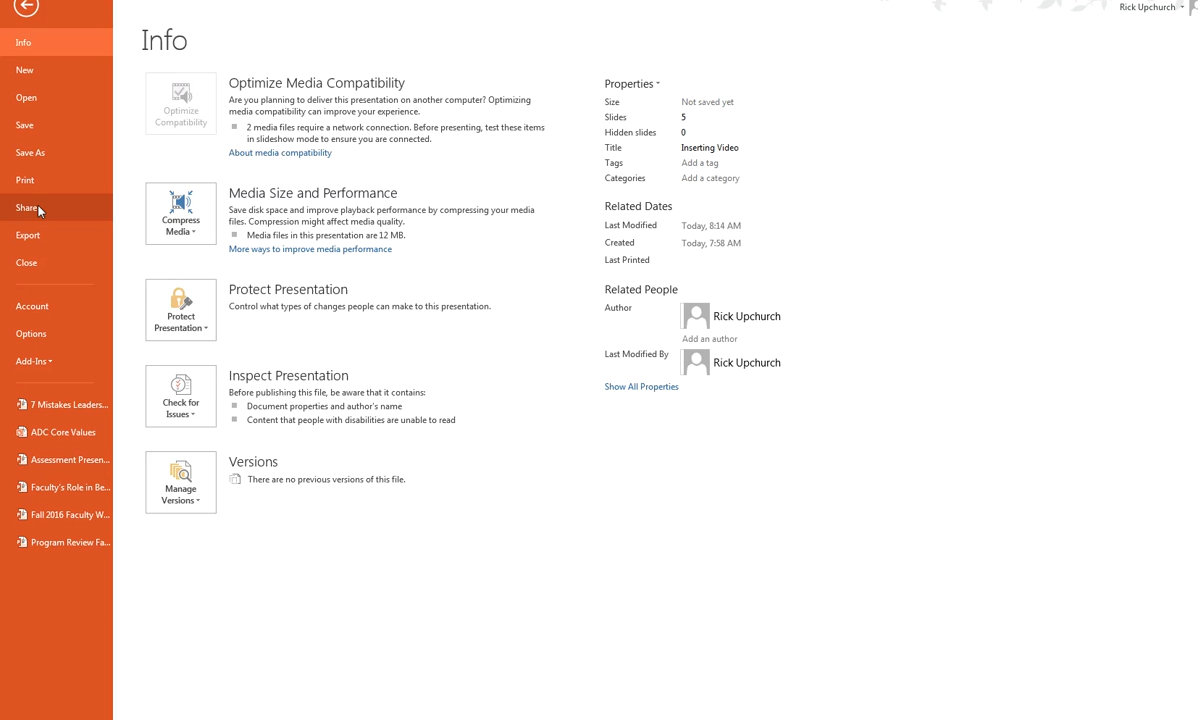 Rick Upchurch
Info
New
Open
Save
Save As
Print
Share
Export
Close
Account
Options
Add-Ins
7 Mistakes Leaders...
ADC Core Values
Assessment Presen...
Faculty's Role in Be...
Fall 2016 Faculty W...
Program Review Fa...
Info
Optimize
Compatibility
Optimize Media Compatibility
Are you planning to deliver this presentation on another computer? Optimizing
media compatibility can improve your experience.
2 media files require a network connection. Before presenting, test these items
in slideshow mode to ensure you are connected.
About media compatibility
Compress
Media
Media Size and Performance
Save disk space and improve playback performance by compressing your media
files. Compression might affect media quality.
Media files in this presentation are 12 MB.
More ways to improve media performance
Protect
Presentation
Protect Presentation
Control what types of changes people can make to this presentation.
Check for
Issues
Inspect Presentation
Before publishing this file, be aware that it contains:
Document properties and author's name
Content that people with disabilities are unable to read
Manage
Versions
Versions
There are no previous versions of this file.
Properties
Size Not saved yet
Slides 5
Hidden slides 0
Title Inserting Video
Tags Add a tag
Categories Add a category
Related Dates
Last Modified Today, 8:14 AM
Created Today, 7:58 AM
Last Printed
Related People
Author Rick Upchurch
Add an author
Last Modified By Rick Upchurch
Show All Properties